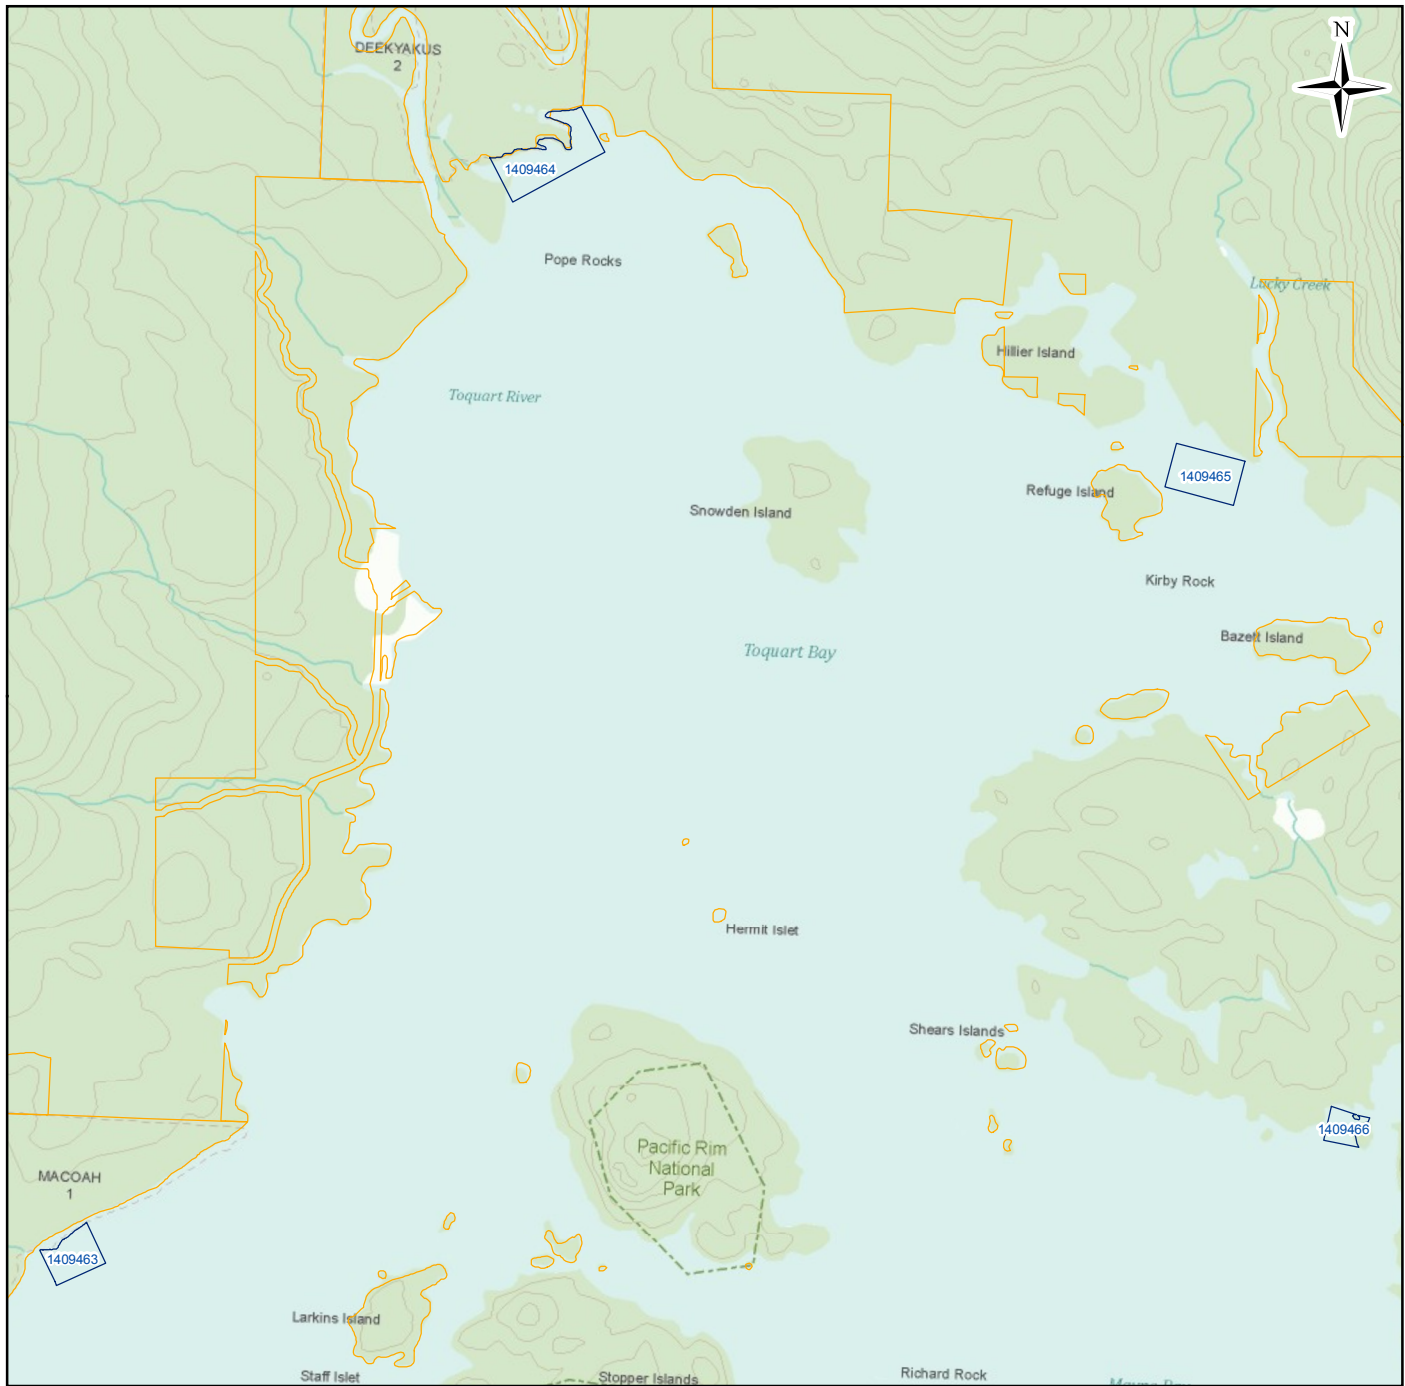 N
DEEKYAKUS
2
1409464
Pope Rocks
Lucky Creek
Hillier Island
Toquart River
1409465
Refuge Island
Snowden Island
Kirby Rock
Bazett Island
Toquart Bay
Hermit Islet
Shears Islands
1409466
Pacific Rim
National
Park
MACOAH
1
1409463
Larkins Island
Staff Islet
Stopper Islands
Richard Rock